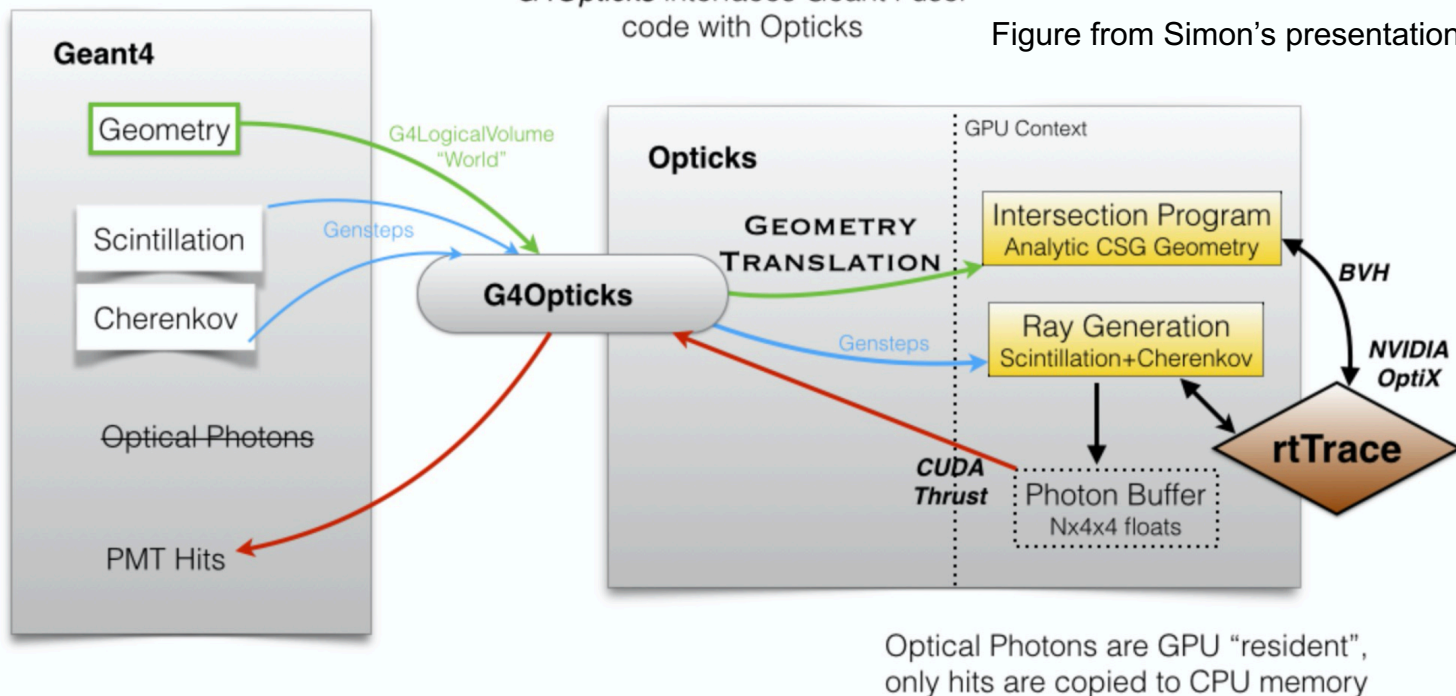 code with Opticks
Figure from Simon's presentation
Geant4
Geometry
G4LogicalVolume
"World"
Scintillation
Gensteps
Cherenkov
Optical Photons
PMT Hits
G4Opticks
Opticks
GPU Context
GEOMETRY
TRANSLATION
Intersection Program
Analytic CSG Geometry
BVH
Gensteps
Ray Generation
Scintillation+Cherenkov
NVIDIA
OptiX
rtTrace
CUDA
Thrust
Photon Buffer
Nx4x4 floats
Optical Photons are GPU "resident",
only hits are copied to CPU memory